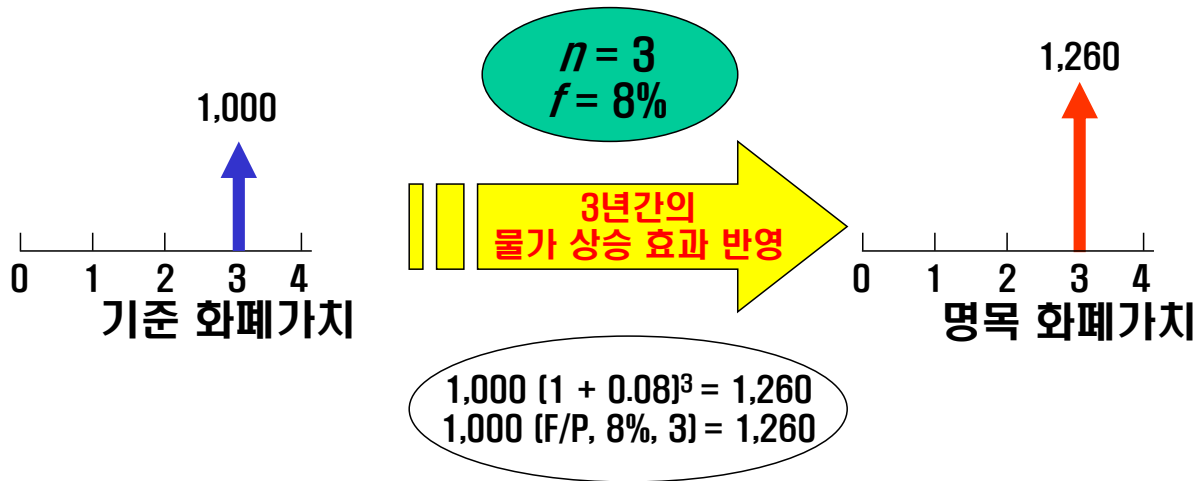 n = 3
f = 8%
1,000
1,260
3년간의
물가 상승 효과 반영
0 1 2 3 4
기준 화폐가치
0 1 2 3 4
명목 화폐가치
1,000 (1 + 0.08)³ = 1,260
1,000 (F/P, 8%, 3) = 1,260